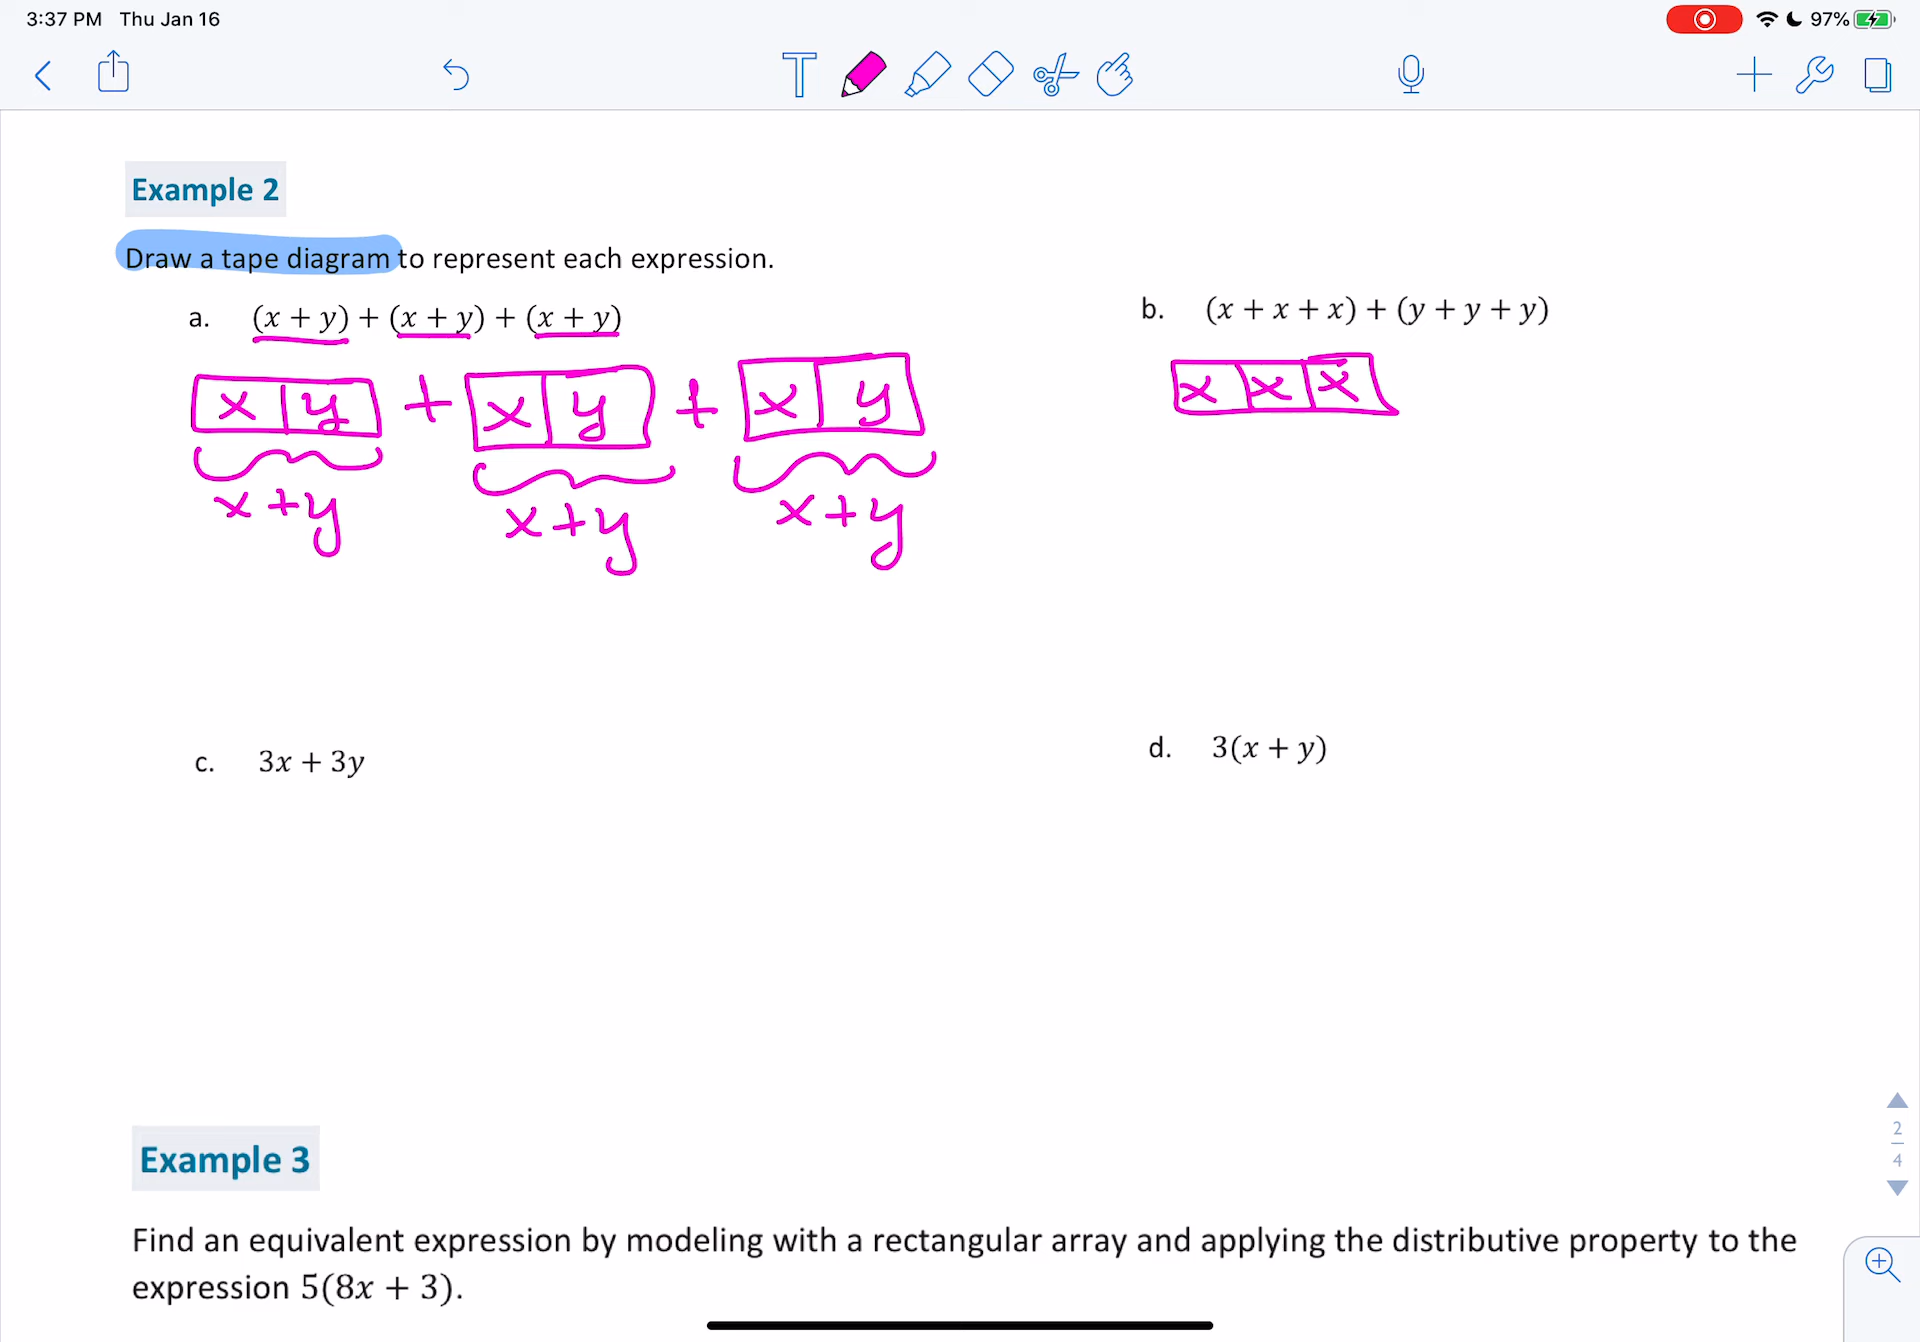 3:37 PM Thu Jan 16
97%
Example 2
Draw a tape diagram to represent each expression.
a. (x + y) + (x + y) + (x + y)
x y + x y + x y
x+y x+y x+y
b. (x + x + x) + (y + y + y)
x x x
c. 3x + 3y
d. 3(x + y)
2
4
Example 3
Find an equivalent expression by modeling with a rectangular array and applying the distributive property to the
expression 5(8x + 3).